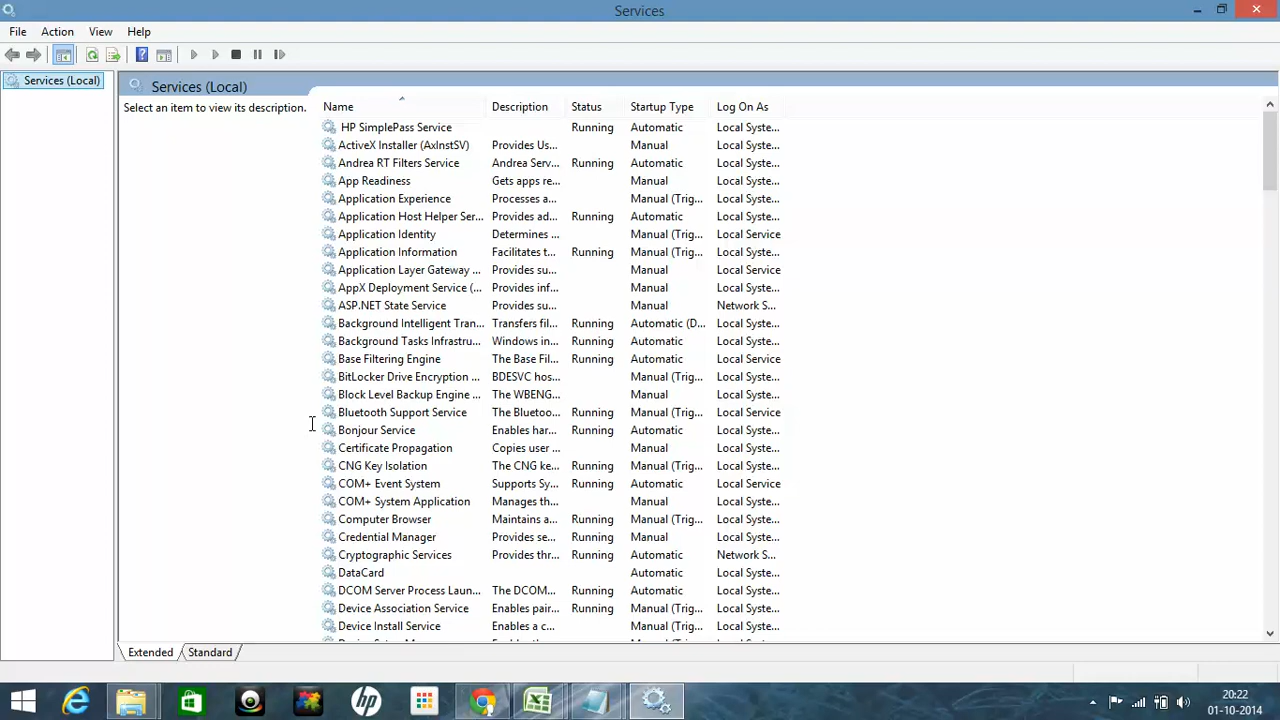 Services
File Action View Help
Services (Local)
Services (Local)
Select an item to view its description.
Name Description Status Startup Type Log On As
HP SimplePass Service Running Automatic Local Syste...
ActiveX Installer (AxInstSV) Provides Us... Manual Local Syste...
Andrea RT Filters Service Andrea Serv... Running Automatic Local Syste...
App Readiness Gets apps re... Manual Local Syste...
Application Experience Processes a... Manual (Trig... Local Syste...
Application Host Helper Ser... Provides ad... Running Automatic Local Syste...
Application Identity Determines ... Manual (Trig... Local Service
Application Information Facilitates t... Running Manual (Trig... Local Syste...
Application Layer Gateway ... Provides su... Manual Local Service
AppX Deployment Service (... Provides inf... Manual Local Syste...
ASP.NET State Service Provides su... Manual Network S...
Background Intelligent Tran... Transfers fil... Running Automatic (D... Local Syste...
Background Tasks Infrastru... Windows in... Running Automatic Local Syste...
Base Filtering Engine The Base Fil... Running Automatic Local Service
BitLocker Drive Encryption ... BDESVC hos... Manual (Trig... Local Syste...
Block Level Backup Engine ... The WBENG... Manual Local Syste...
Bluetooth Support Service The Bluetoo... Running Manual (Trig... Local Service
Bonjour Service Enables har... Running Automatic Local Syste...
Certificate Propagation Copies user ... Manual Local Syste...
CNG Key Isolation The CNG ke... Running Manual (Trig... Local Syste...
COM+ Event System Supports Sy... Running Automatic Local Service
COM+ System Application Manages th... Manual Local Syste...
Computer Browser Maintains a... Running Manual (Trig... Local Syste...
Credential Manager Provides se... Running Manual Local Syste...
Cryptographic Services Provides thr... Running Automatic Network S...
DataCard Automatic Local Syste...
DCOM Server Process Laun... The DCOM... Running Automatic Local Syste...
Device Association Service Enables pair... Running Manual (Trig... Local Syste...
Device Install Service Enables a c... Manual (Trig... Local Syste...
Extended Standard
hp
20:22
01-10-2014